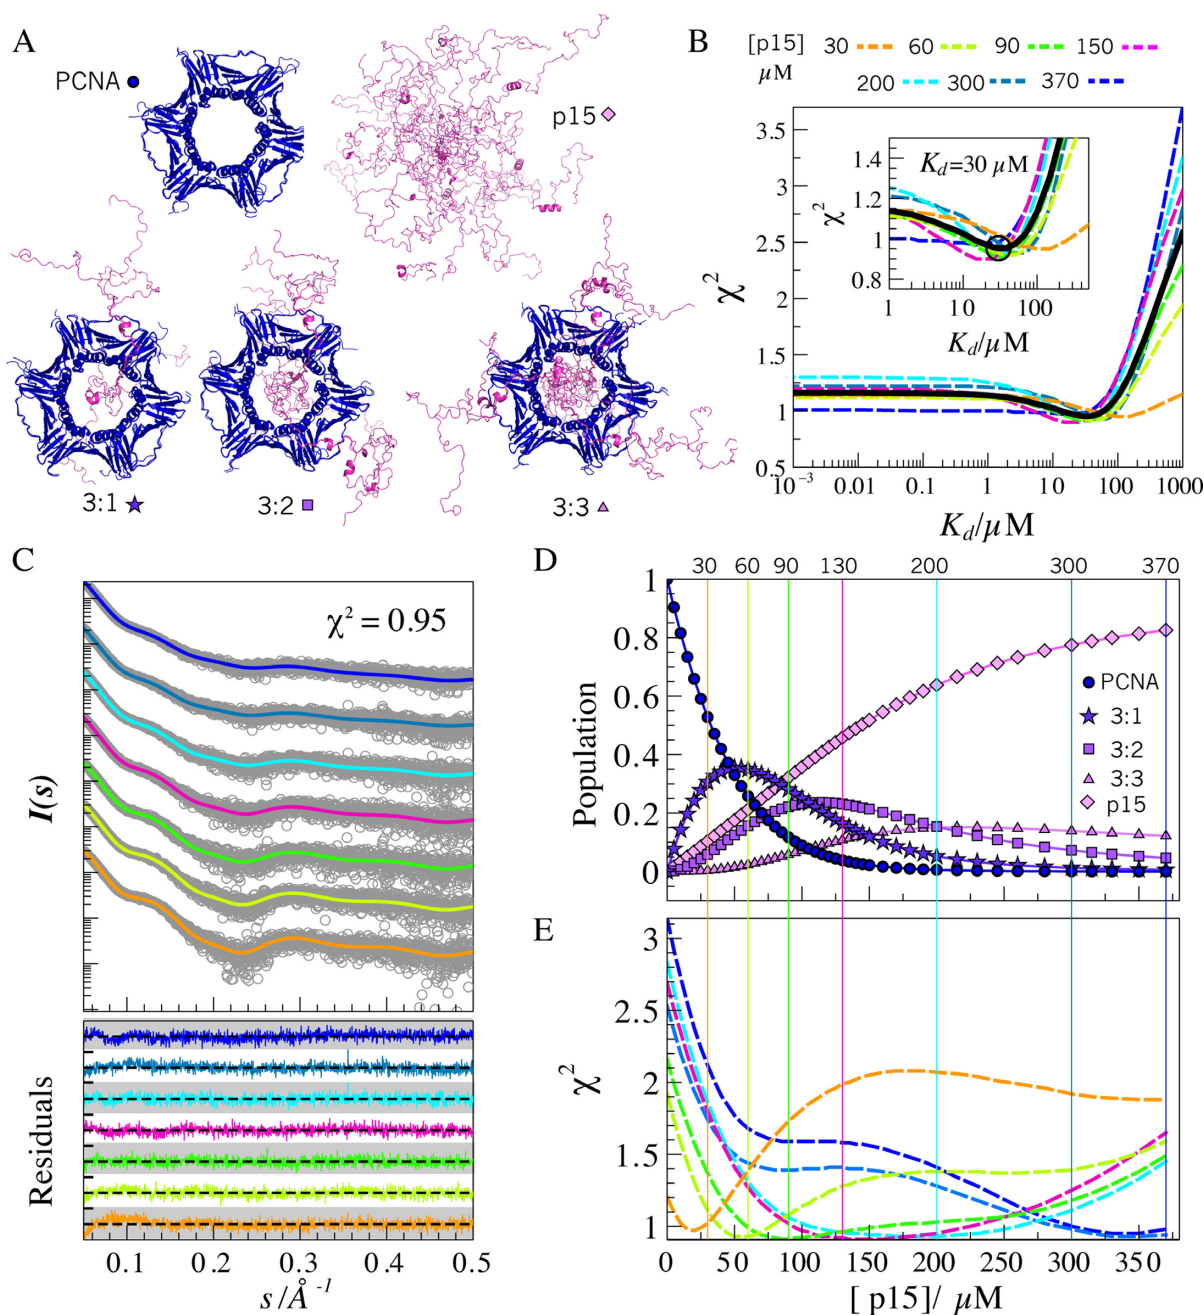 A
PCNA
p15
3:1
3:2
3:3
B
[p15] 30 60 90 150
μM 200 300 370
χ²
3.5
3
2.5
2
1.5
1
0.5
10⁻³ 0.01 0.1 1 10 100 1000
K_d/μM
K_d=30 μM
χ²
1.4
1.2
1
0.8
1 10 100
K_d/μM
C
χ² = 0.95
I(s)
Residuals
0.1 0.2 0.3 0.4 0.5
s/Å⁻¹
D
30 60 90 130 200 300 370
Population
1
0.8
0.6
0.4
0.2
0
PCNA
3:1
3:2
3:3
p15
E
χ²
3
2.5
2
1.5
1
0 50 100 150 200 250 300 350
[ p15]/ μM